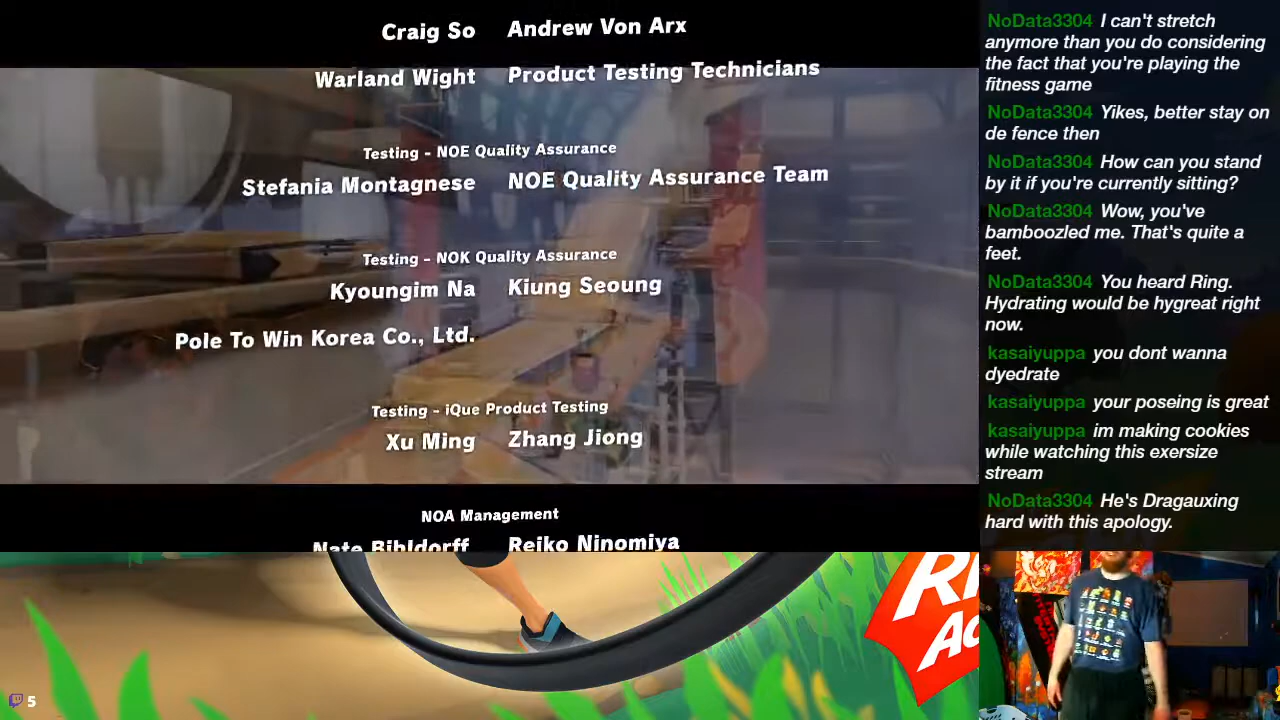 Craig So Andrew Von Arx
Warland Wight Product Testing Technicians
Testing - NOE Quality Assurance
Stefania Montagnese NOE Quality Assurance Team
Testing - NOK Quality Assurance
Kyoungim Na Kiung Seoung
Pole To Win Korea Co., Ltd.
Testing - iQue Product Testing
Xu Ming Zhang Jiong
NOA Management
Nate Bihldorff Reiko Ninomiya
5
NoData3304 I can't stretch
anymore than you do considering
the fact that you're playing the
fitness game
NoData3304 Yikes, better stay on
de fence then
NoData3304 How can you stand
by it if you're currently sitting?
NoData3304 Wow, you've
bamboozled me. That's quite a
feet.
NoData3304 You heard Ring.
Hydrating would be hygreat right
now.
kasaiyuppa you dont wanna
dyedrate
kasaiyuppa your poseing is great
kasaiyuppa im making cookies
while watching this exersize
stream
NoData3304 He's Dragauxing
hard with this apology.